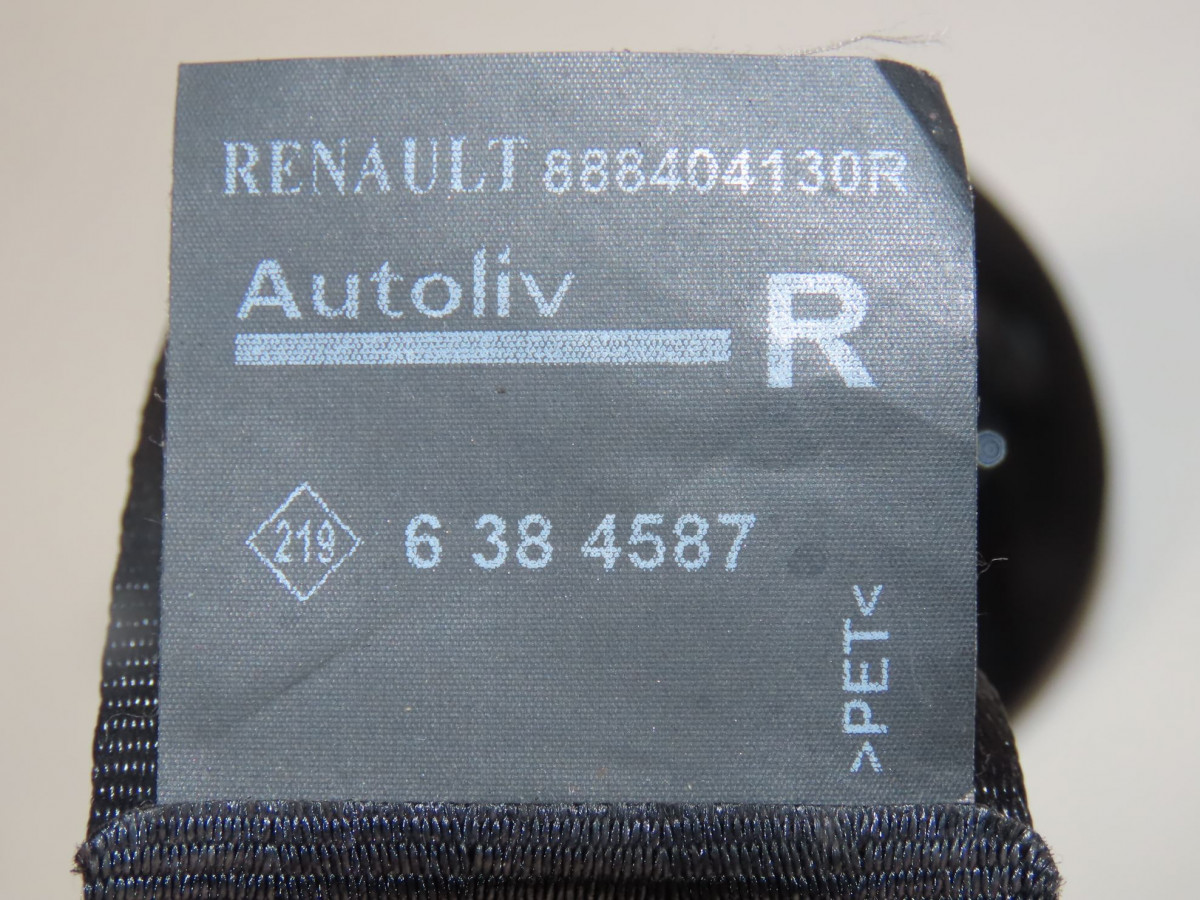 RENAULT 888404130R
Autoliv
R
219 6 38 4587
>PET<